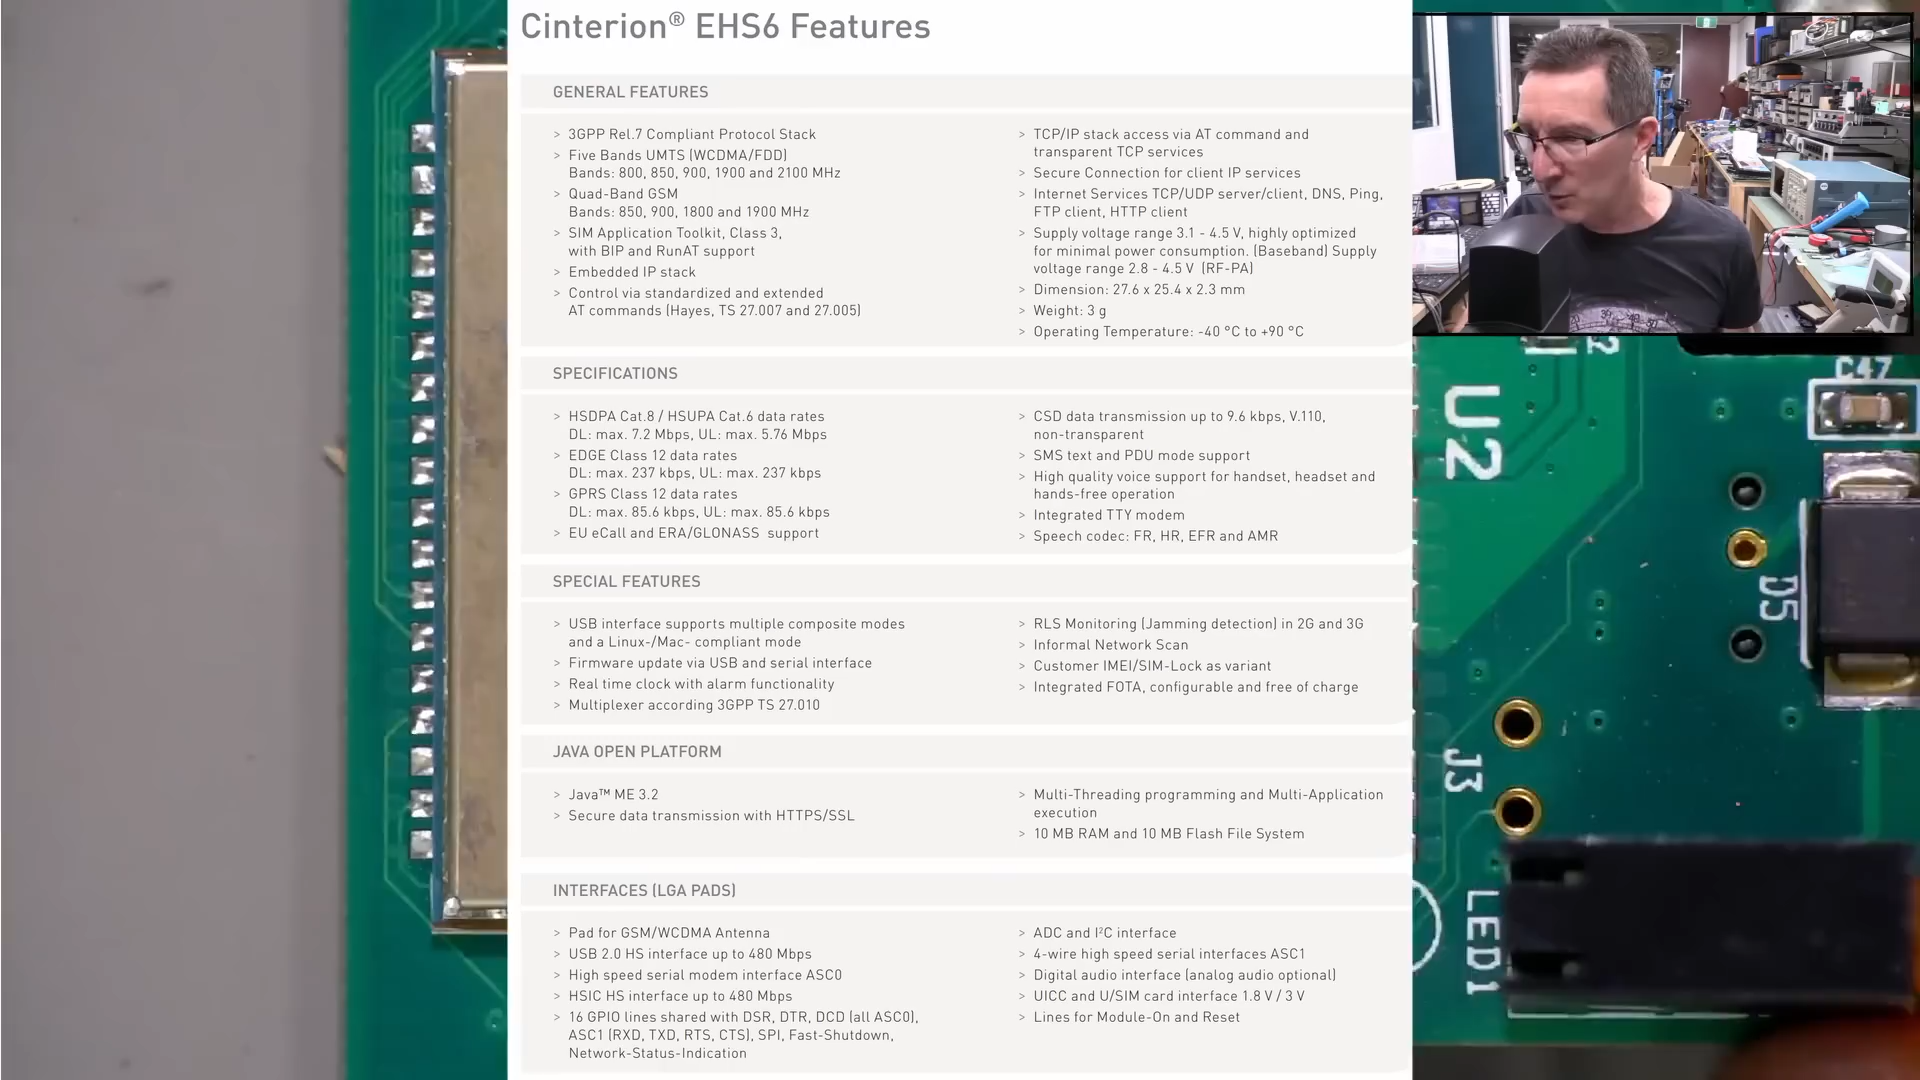 Cinterion® EHS6 Features
GENERAL FEATURES
> 3GPP Rel.7 Compliant Protocol Stack
> Five Bands UMTS (WCDMA/FDD)
Bands: 800, 850, 900, 1900 and 2100 MHz
> Quad-Band GSM
Bands: 850, 900, 1800 and 1900 MHz
> SIM Application Toolkit, Class 3,
with BIP and RunAT support
> Embedded IP stack
> Control via standardized and extended
AT commands (Hayes, TS 27.007 and 27.005)
> TCP/IP stack access via AT command and
transparent TCP services
> Secure Connection for client IP services
> Internet Services TCP/UDP server/client, DNS, Ping,
FTP client, HTTP client
> Supply voltage range 3.1 - 4.5 V, highly optimized
for minimal power consumption. (Baseband) Supply
voltage range 2.8 - 4.5 V (RF-PA)
> Dimension: 27.6 x 25.4 x 2.3 mm
> Weight: 3 g
> Operating Temperature: -40 °C to +90 °C
SPECIFICATIONS
> HSDPA Cat.8 / HSUPA Cat.6 data rates
DL: max. 7.2 Mbps, UL: max. 5.76 Mbps
> EDGE Class 12 data rates
DL: max. 237 kbps, UL: max. 237 kbps
> GPRS Class 12 data rates
DL: max. 85.6 kbps, UL: max. 85.6 kbps
> EU eCall and ERA/GLONASS support
> CSD data transmission up to 9.6 kbps, V.110,
non-transparent
> SMS text and PDU mode support
> High quality voice support for handset, headset and
hands-free operation
> Integrated TTY modem
> Speech codec: FR, HR, EFR and AMR
SPECIAL FEATURES
> USB interface supports multiple composite modes
and a Linux-/Mac- compliant mode
> Firmware update via USB and serial interface
> Real time clock with alarm functionality
> Multiplexer according 3GPP TS 27.010
> RLS Monitoring (Jamming detection) in 2G and 3G
> Informal Network Scan
> Customer IMEI/SIM-Lock as variant
> Integrated FOTA, configurable and free of charge
JAVA OPEN PLATFORM
> Java™ ME 3.2
> Secure data transmission with HTTPS/SSL
> Multi-Threading programming and Multi-Application
execution
> 10 MB RAM and 10 MB Flash File System
INTERFACES (LGA PADS)
> Pad for GSM/WCDMA Antenna
> USB 2.0 HS interface up to 480 Mbps
> High speed serial modem interface ASC0
> HSIC HS interface up to 480 Mbps
> 16 GPIO lines shared with DSR, DTR, DCD (all ASC0),
ASC1 (RXD, TXD, RTS, CTS), SPI, Fast-Shutdown,
Network-Status-Indication
> ADC and I²C interface
> 4-wire high speed serial interfaces ASC1
> Digital audio interface (analog audio optional)
> UICC and U/SIM card interface 1.8 V / 3 V
> Lines for Module-On and Reset
C47
U2
D5
J3
LED1